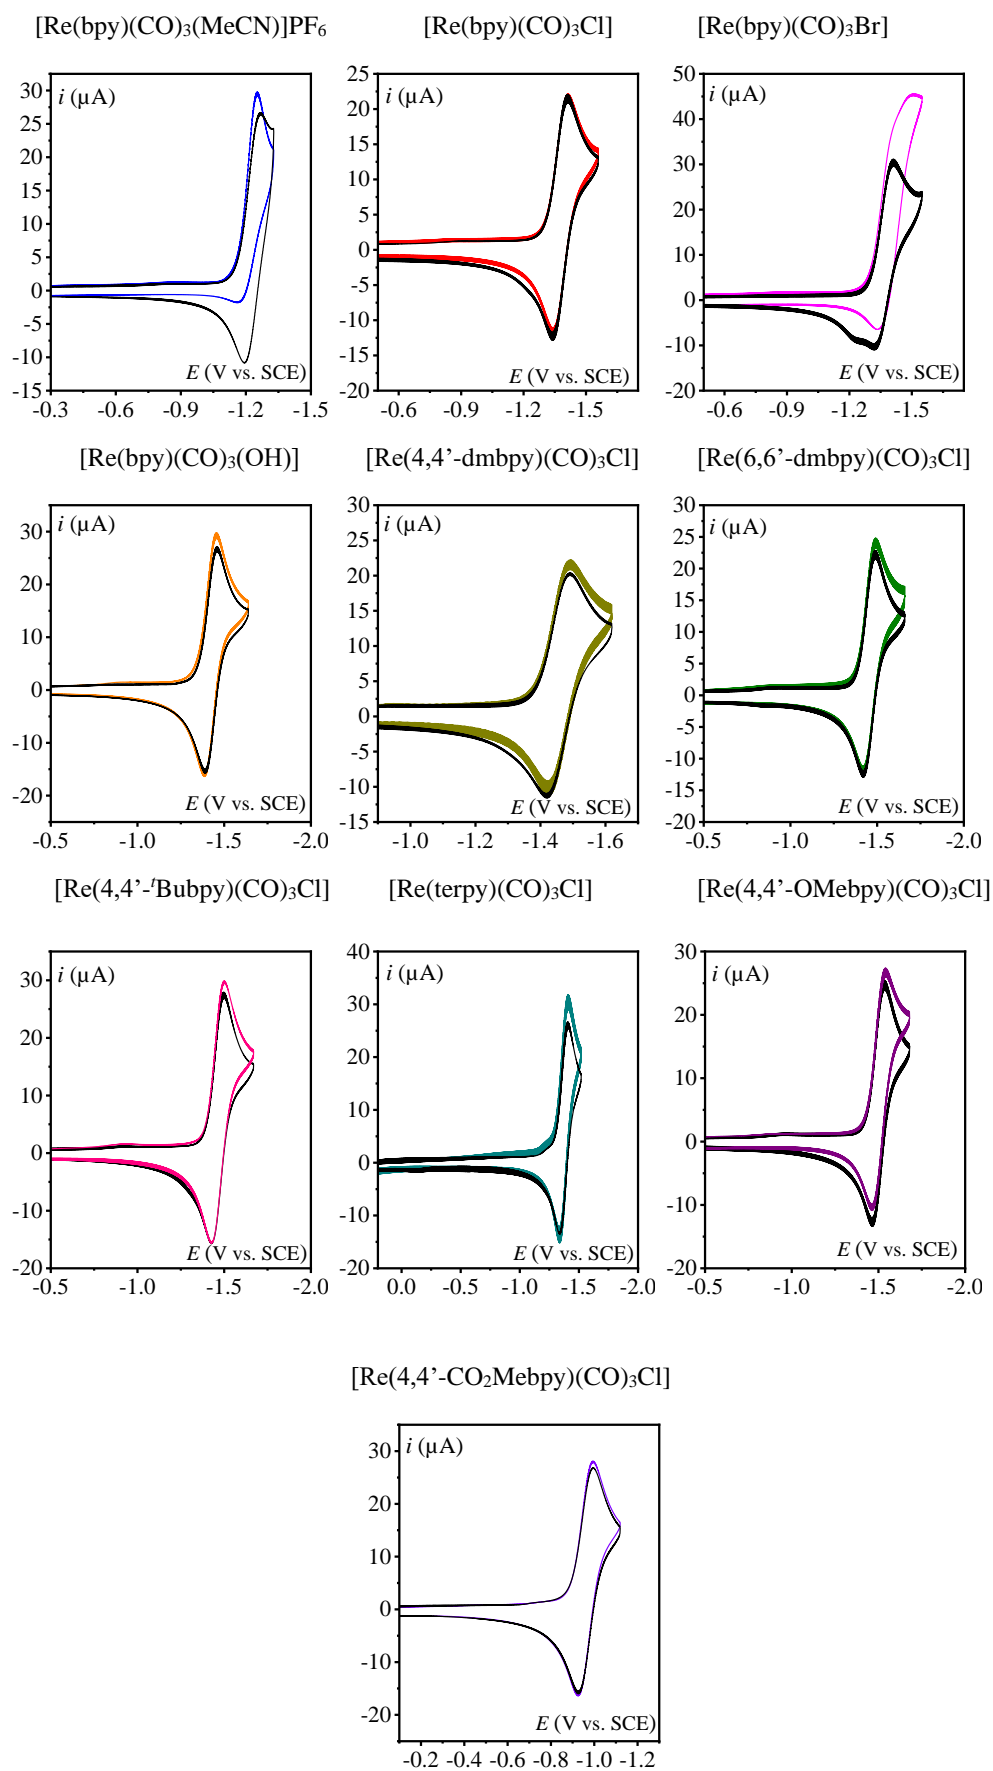 [Re(bpy)(CO)₃(MeCN)]PF₆ [Re(bpy)(CO)₃Cl] [Re(bpy)(CO)₃Br]
i (µA) i (µA) i (µA)
30 25 20 15 10 5 0 -5 -10 -15
25 20 15 10 5 0 -5 -10 -15 -20
50 40 30 20 10 0 -10 -20
E (V vs. SCE) E (V vs. SCE) E (V vs. SCE)
-0.3 -0.6 -0.9 -1.2 -1.5
-0.6 -0.9 -1.2 -1.5
-0.6 -0.9 -1.2 -1.5
[Re(bpy)(CO)₃(OH)] [Re(4,4’-dmbpy)(CO)₃Cl] [Re(6,6’-dmbpy)(CO)₃Cl]
i (µA) i (µA) i (µA)
30 20 10 0 -10 -20
30 25 20 15 10 5 0 -5 -10 -15
30 25 20 15 10 5 0 -5 -10 -15 -20
E (V vs. SCE) E (V vs. SCE) E (V vs. SCE)
-0.5 -1.0 -1.5 -2.0
-1.0 -1.2 -1.4 -1.6
-0.5 -1.0 -1.5 -2.0
[Re(4,4’-ᵗBubpy)(CO)₃Cl] [Re(terpy)(CO)₃Cl] [Re(4,4’-OMebpy)(CO)₃Cl]
i (µA) i (µA) i (µA)
30 20 10 0 -10 -20
40 30 20 10 0 -10 -20
30 20 10 0 -10 -20
E (V vs. SCE) E (V vs. SCE) E (V vs. SCE)
-0.5 -1.0 -1.5 -2.0
0.0 -0.5 -1.0 -1.5 -2.0
-0.5 -1.0 -1.5 -2.0
[Re(4,4’-CO₂Mebpy)(CO)₃Cl]
i (µA)
30 20 10 0 -10 -20
E (V vs. SCE)
-0.2 -0.4 -0.6 -0.8 -1.0 -1.2